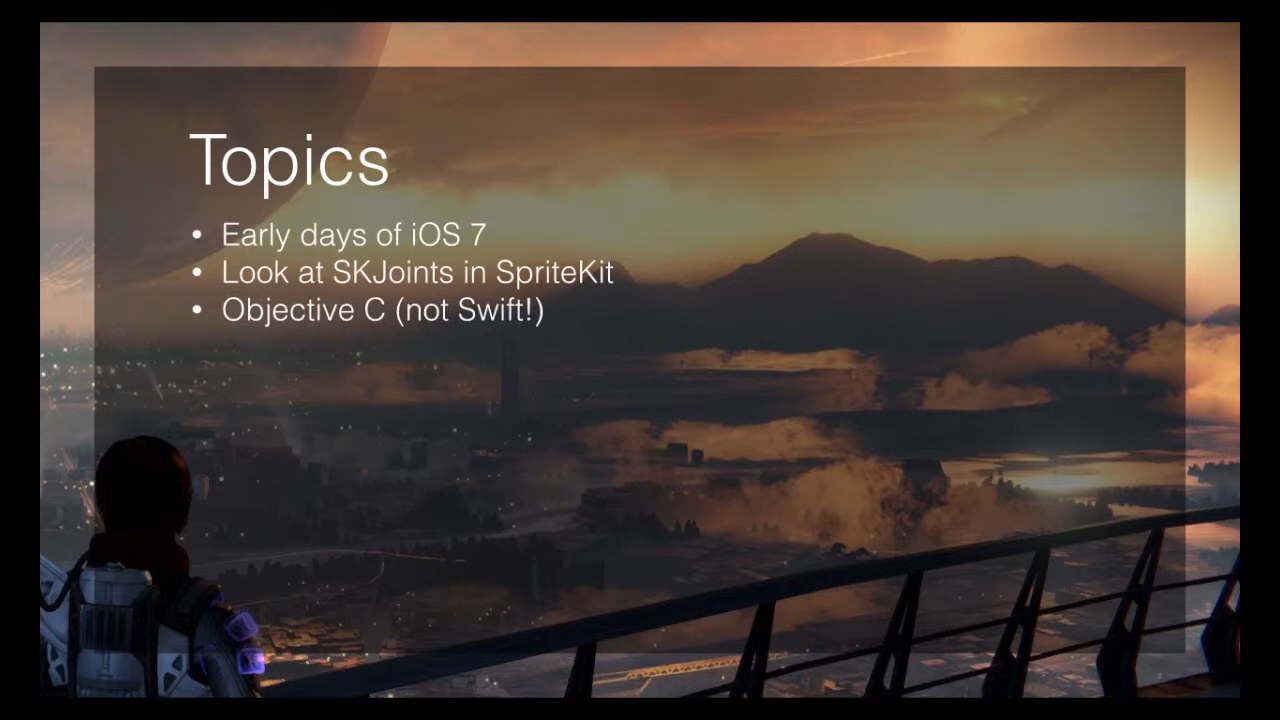 Topics
• Early days of iOS 7
• Look at SKJoints in SpriteKit
• Objective C (not Swift!)